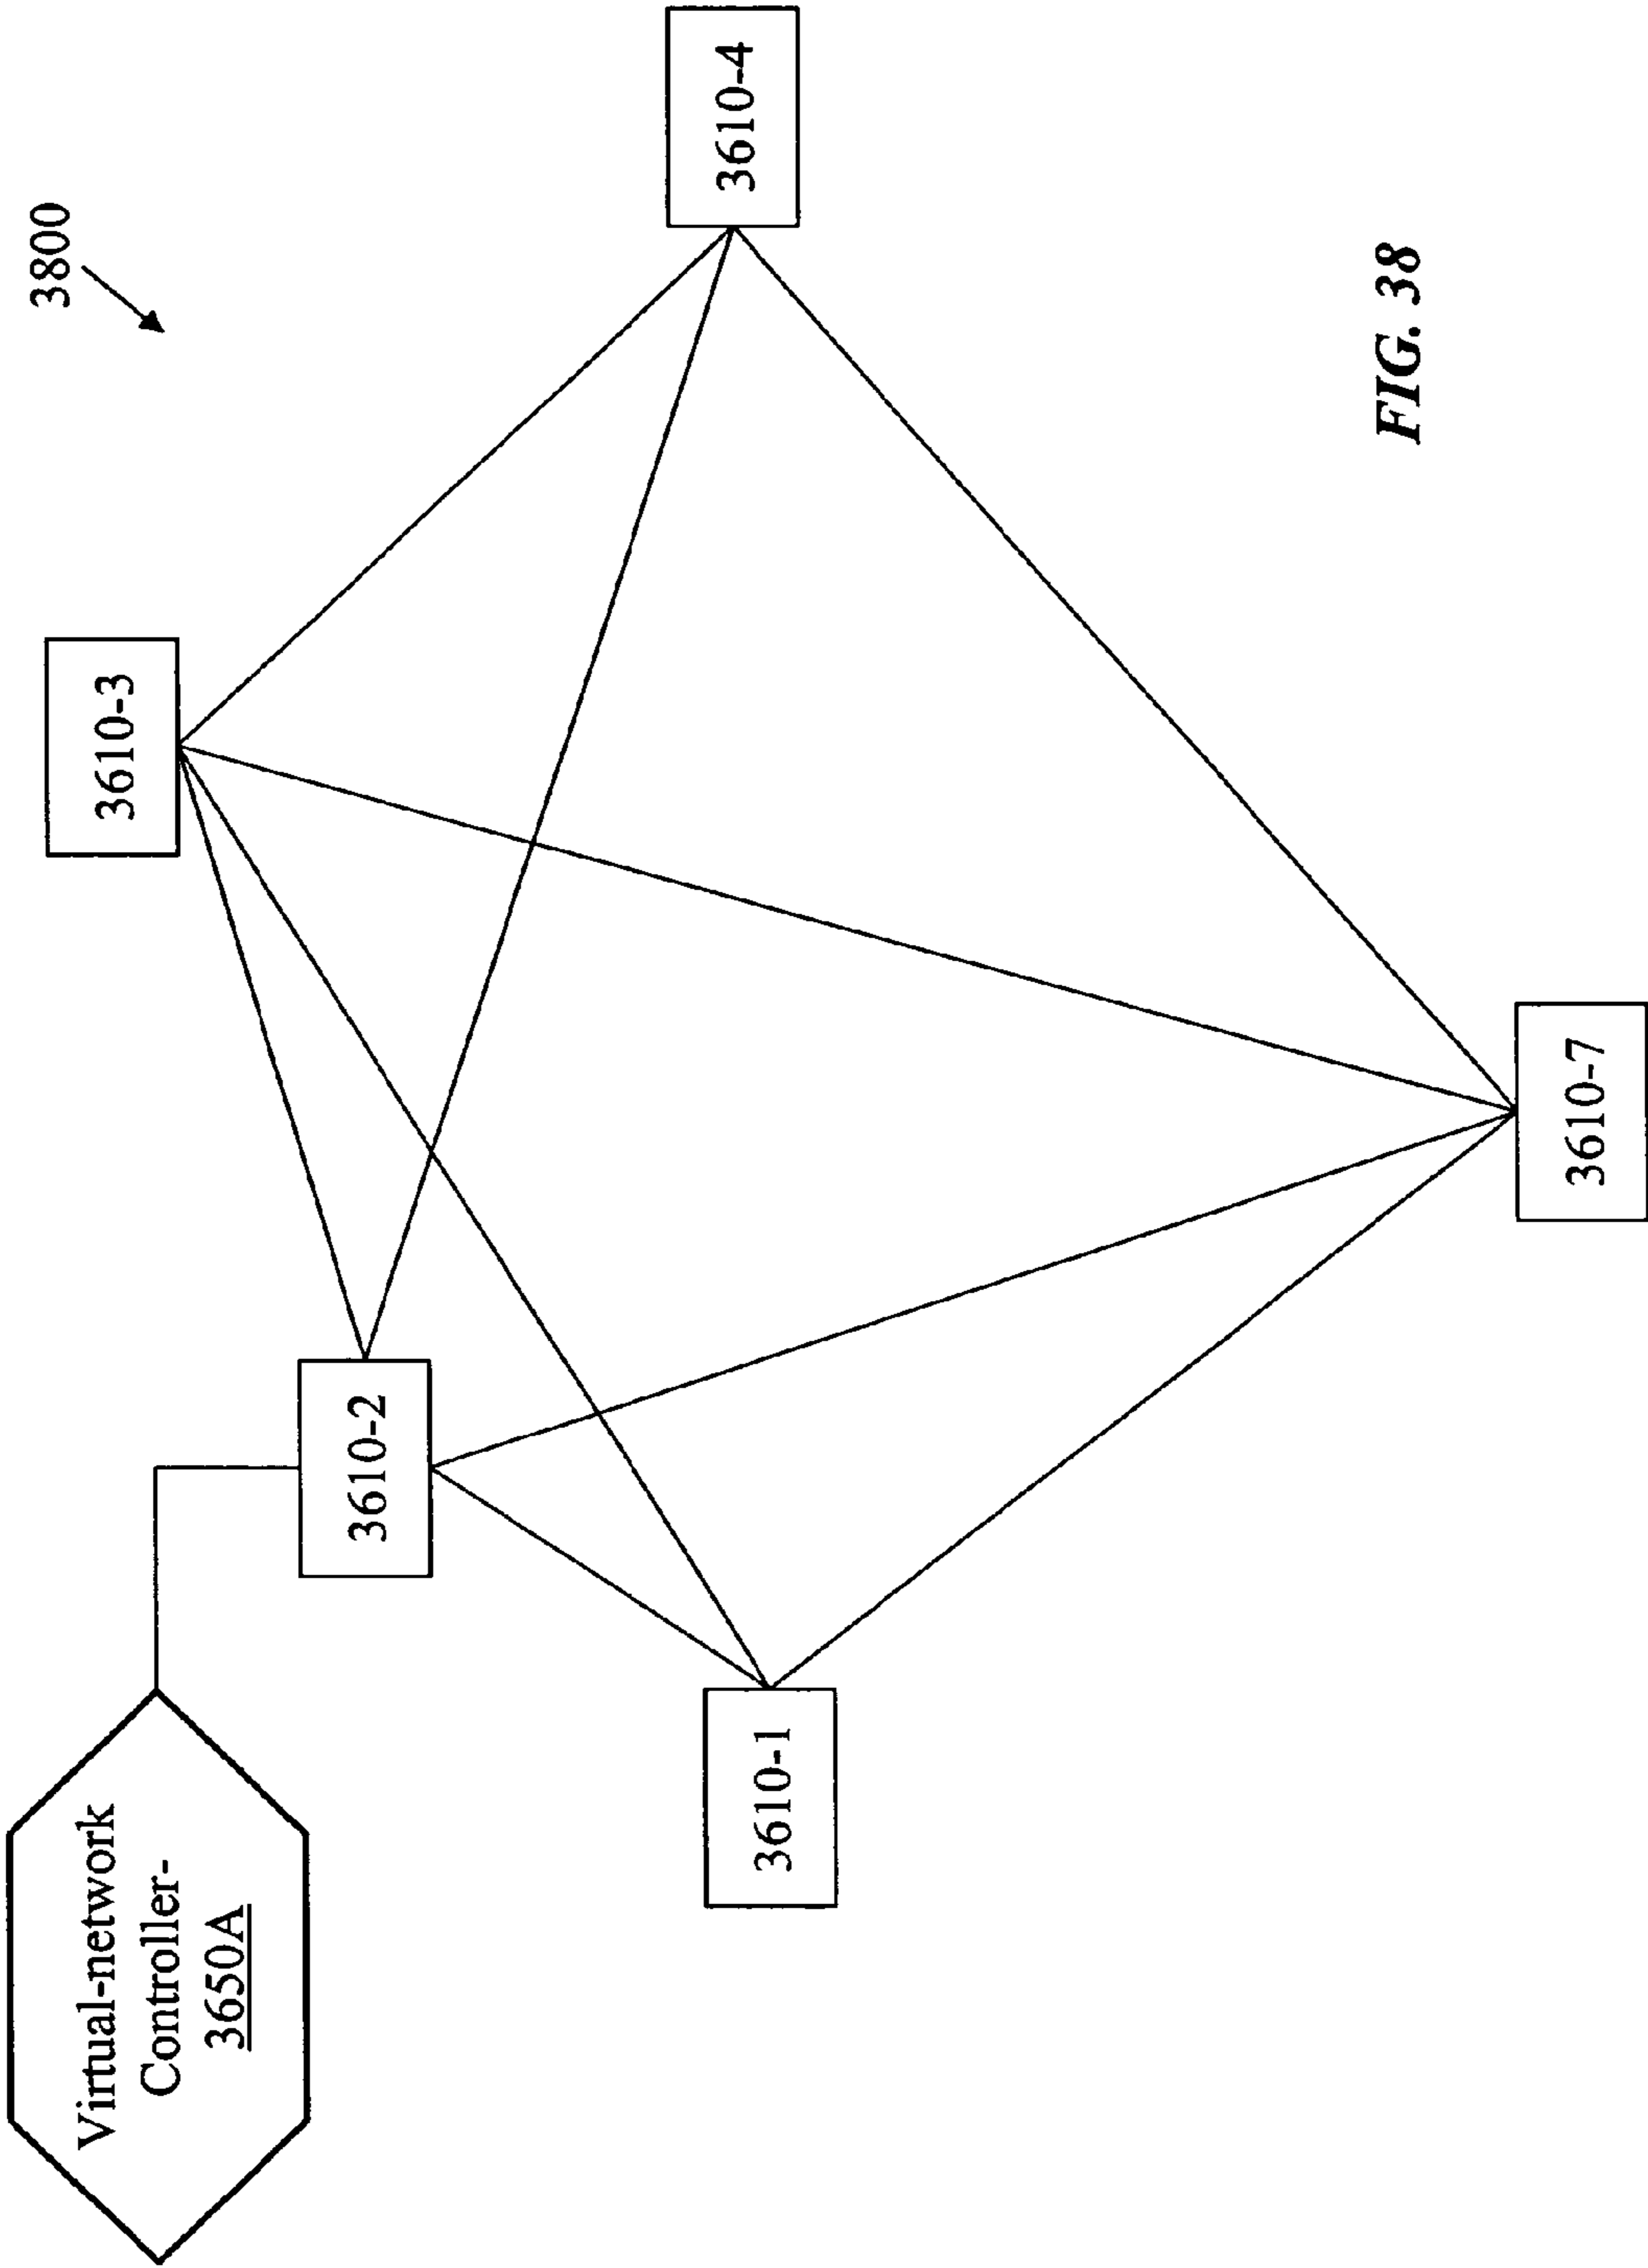 3800
Virtual-network
Controller-
3650A
3610-3
3610-2
3610-4
3610-1
3610-7
FIG. 38